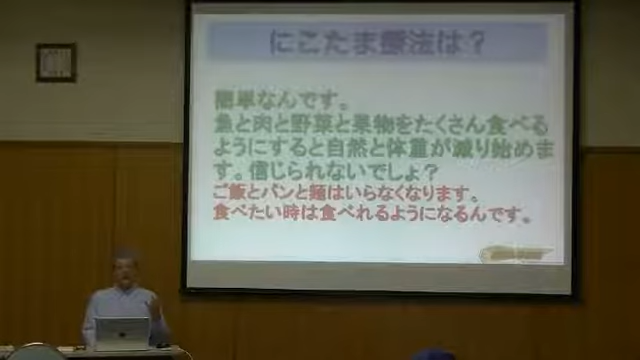 にこたま療法は？
簡単なんです。
魚と肉と野菜と果物をたくさん食べる
ようにすると自然と体重が減り始めま
す。信じられないでしょ？
ご飯とパンと麺はいらなくなります。
食べたい時は食べれるようになるんです。